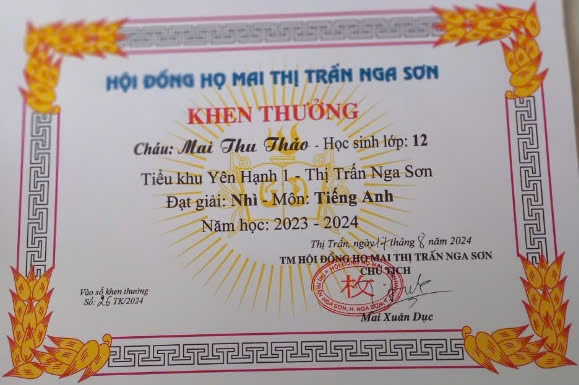 HỘI ĐỒNG HỌ MAI THỊ TRẤN NGA SƠN
KHEN THƯỞNG
Cháu: Mai Thu Thảo - Học sinh lớp: 12
Tiểu khu Yên Hạnh 1 - Thị Trấn Nga Sơn
Đạt giải: Nhì - Môn: Tiếng Anh
Năm học: 2023 - 2024
Thị Trấn, ngày 17 tháng 8 năm 2024
TM HỘI ĐỒNG HỌ MAI THỊ TRẤN NGA SƠN
CHỦ TỊCH
Vào sổ khen thưởng
Số: 26 TK/2024
Mai Xuân Dục